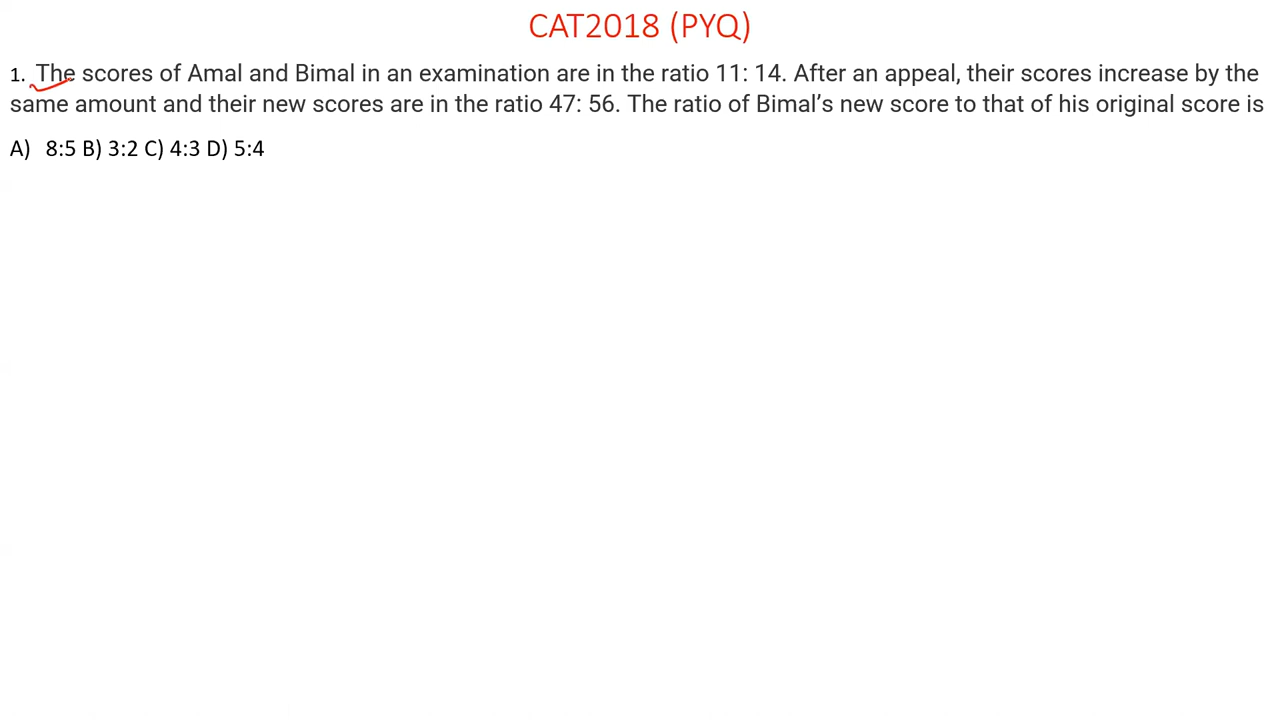 CAT2018 (PYQ)
1. The scores of Amal and Bimal in an examination are in the ratio 11: 14. After an appeal, their scores increase by the
same amount and their new scores are in the ratio 47: 56. The ratio of Bimal’s new score to that of his original score is
A) 8:5 B) 3:2 C) 4:3 D) 5:4